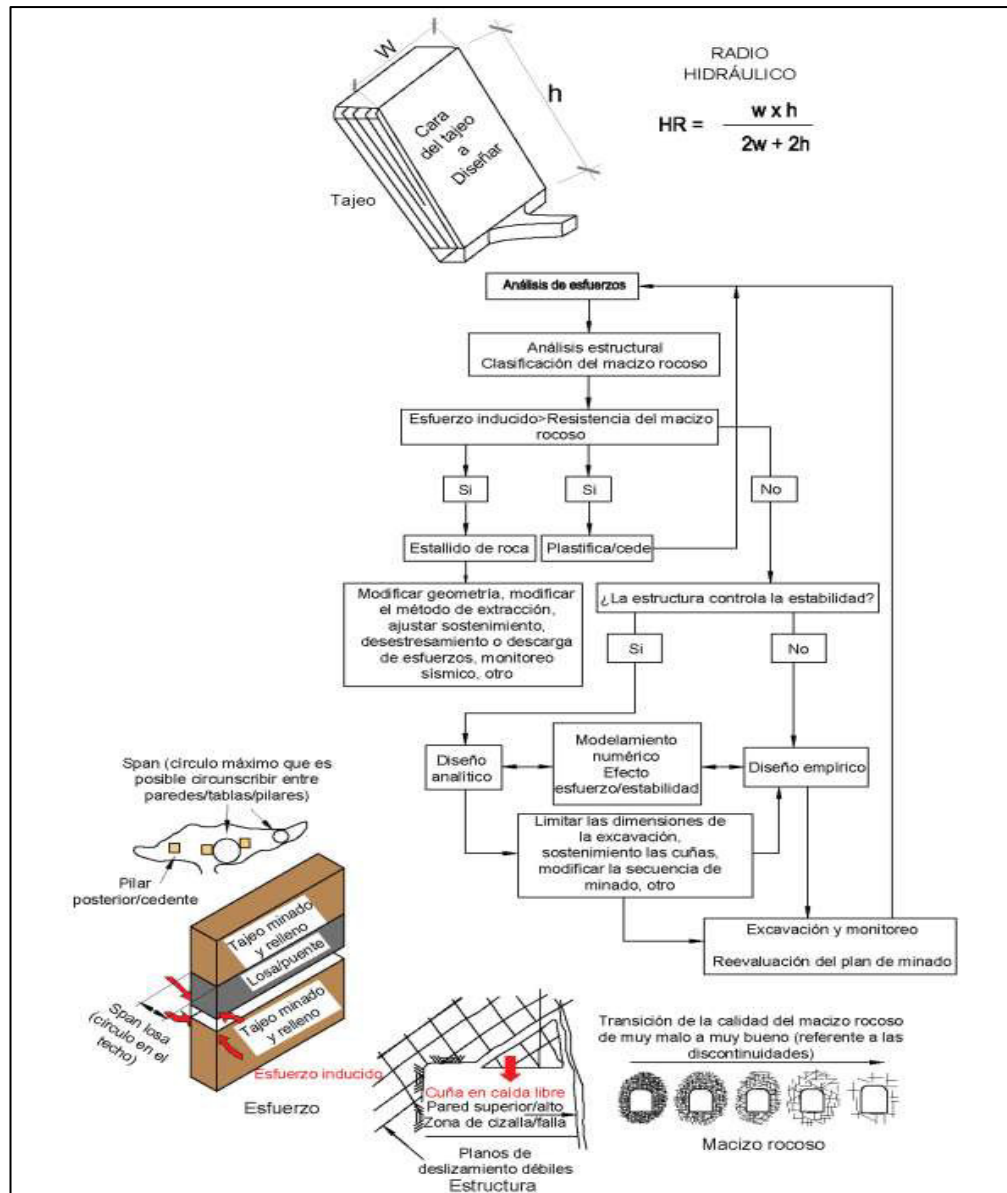 W
h
Cara
del tajeo
a
Diseñar
Tajeo
RADIO
HIDRÁULICO
HR =
w x h
2w + 2h
Análisis de esfuerzos
Análisis estructural
Clasificación del macizo rocoso
Esfuerzo inducido>Resistencia del macizo
rocoso
Si
Si
No
Estallido de roca
Plastifica/cede
Modificar geometría, modificar
el método de extracción,
ajustar sostenimiento,
desestresamiento o descarga
de esfuerzos, monitoreo
sísmico, otro
¿La estructura controla la estabilidad?
Si
No
Diseño
analítico
Modelamiento
numérico
Efecto
esfuerzo/estabilidad
Diseño empírico
Limitar las dimensiones de
la excavación,
sostenimiento las cuñas,
modificar la secuencia de
minado, otro
Excavación y monitoreo
Reevaluación del plan de minado
Span (círculo máximo que es
posible circunscribir entre
paredes/tablas/pilares)
Pilar
posterior/cedente
Tajeo minado
y relleno
Losa/puente
Tajeo minado
y relleno
Span losa
(círculo en el
techo)
Esfuerzo inducido
Esfuerzo
Cuña en caída libre
Pared superior/alto
Zona de cizalla/falla
Planos de
deslizamiento débiles
Estructura
Transición de la calidad del macizo rocoso
de muy malo a muy bueno (referente a las
discontinuidades)
Macizo rocoso